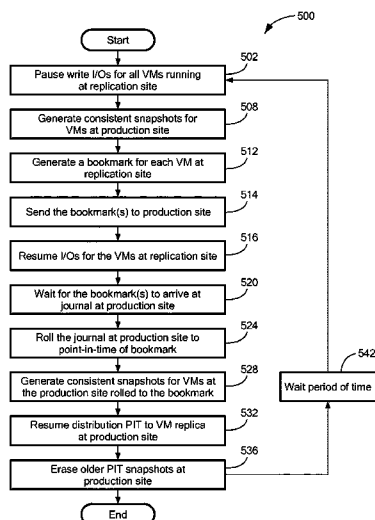 500
Start
Pause write I/Os for all VMs running
at replication site
502
Generate consistent snapshots for
VMs at production site
508
Generate a bookmark for each VM at
replication site
512
Send the bookmark(s) to production site
514
Resume I/Os for the VMs at replication site
516
Wait for the bookmark(s) to arrive at
journal at production site
520
Roll the journal at production site to
point-in-time of bookmark
524
Generate consistent snapshots for VMs at
the production site rolled to the bookmark
528
Resume distribution PIT to VM replica
at production site
532
Erase older PIT snapshots at
production site
536
Wait period of time
542
End